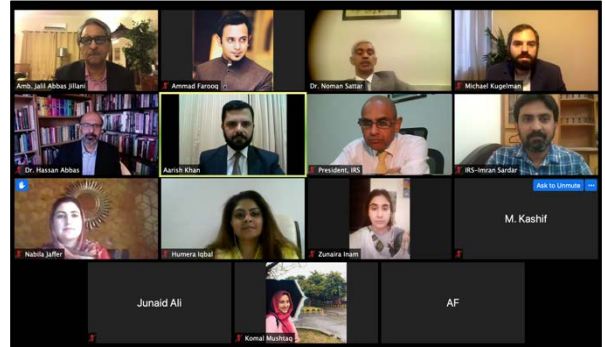 Amb. Jalil Abbas Jillani
Ammad Farooq
Dr. Noman Sattar
Michael Kugelman
Dr. Hassan Abbas
Aarish Khan
President, IRS
IRS-Imran Sardar
Nabila Jaffer
Humera Iqbal
Zunaira Inam
Ask to Unmute
M. Kashif
Junaid Ali
Komal Mushtaq
AF